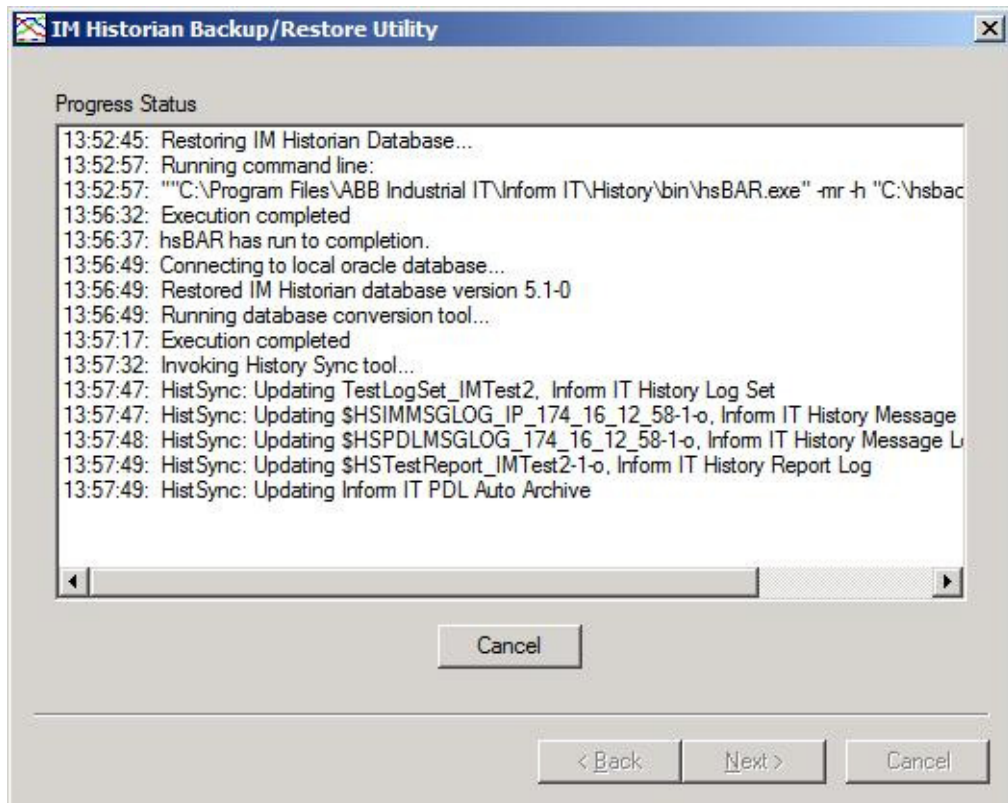 IM Historian Backup/Restore Utility
Progress Status
13:52:45: Restoring IM Historian Database...
13:52:57: Running command line:
13:52:57: ""C:\Program Files\ABB Industrial IT\Inform IT\History\bin\hsBAR.exe" -mr -h "C:\hsbac
13:56:32: Execution completed
13:56:37: hsBAR has run to completion.
13:56:49: Connecting to local oracle database...
13:56:49: Restored IM Historian database version 5.1-0
13:56:49: Running database conversion tool...
13:57:17: Execution completed
13:57:32: Invoking History Sync tool...
13:57:47: HistSync: Updating TestLogSet_IMTest2, Inform IT History Log Set
13:57:47: HistSync: Updating $HSIMMSGLOG_IP_174_16_12_58-1-o, Inform IT History Message
13:57:48: HistSync: Updating $HSPDLMSGLOG_174_16_12_58-1-o, Inform IT History Message L
13:57:49: HistSync: Updating $HSTestReport_IMTest2-1-o, Inform IT History Report Log
13:57:49: HistSync: Updating Inform IT PDL Auto Archive
Cancel
< Back Next > Cancel